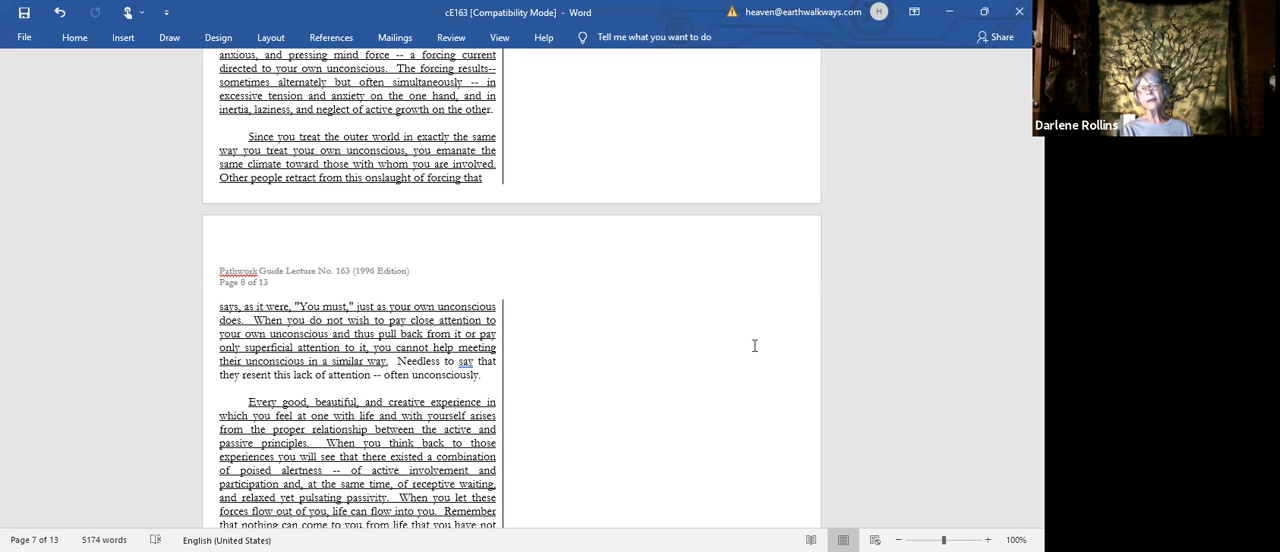 cE163 [Compatibility Mode] - Word
heaven@earthwalkways.com
H
File
Home
Insert
Draw
Design
Layout
References
Mailings
Review
View
Help
Tell me what you want to do
Share
anxious, and pressing mind force -- a forcing current
directed to your own unconscious. The forcing results--
sometimes alternately but often simultaneously -- in
excessive tension and anxiety on the one hand, and in
inertia, laziness, and neglect of active growth on the other.
Since you treat the outer world in exactly the same
way you treat your own unconscious, you emanate the
same climate toward those with whom you are involved.
Other people retract from this onslaught of forcing that
Pathwork Guide Lecture No. 163 (1996 Edition)
Page 8 of 13
says, as it were, "You must," just as your own unconscious
does. When you do not wish to pay close attention to
your own unconscious and thus pull back from it or pay
only superficial attention to it, you cannot help meeting
their unconscious in a similar way. Needless to say that
they resent this lack of attention -- often unconsciously.
Every good, beautiful, and creative experience in
which you feel at one with life and with yourself arises
from the proper relationship between the active and
passive principles. When you think back to those
experiences you will see that there existed a combination
of poised alertness -- of active involvement and
participation and, at the same time, of receptive waiting,
and relaxed yet pulsating passivity. When you let these
forces flow out of you, life can flow into you. Remember
that nothing can come to you from life that you have not
Page 7 of 13
5174 words
English (United States)
100%
Darlene Rollins